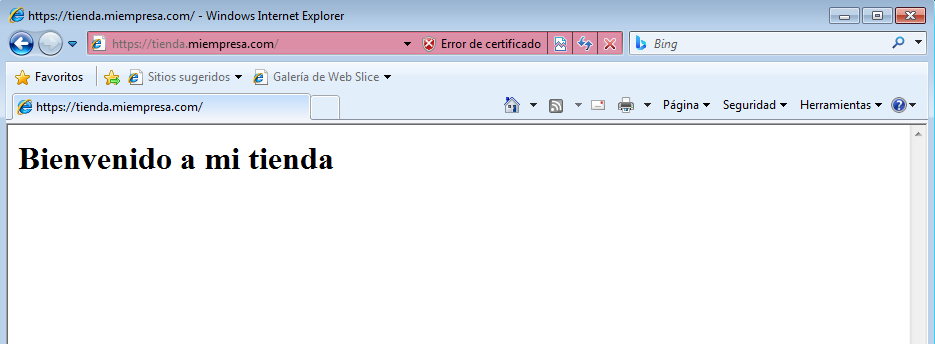 https://tienda.miempresa.com/ - Windows Internet Explorer
https://tienda.miempresa.com/ Error de certificado Bing
Favoritos Sitios sugeridos Galería de Web Slice
https://tienda.miempresa.com/ Página Seguridad Herramientas
Bienvenido a mi tienda